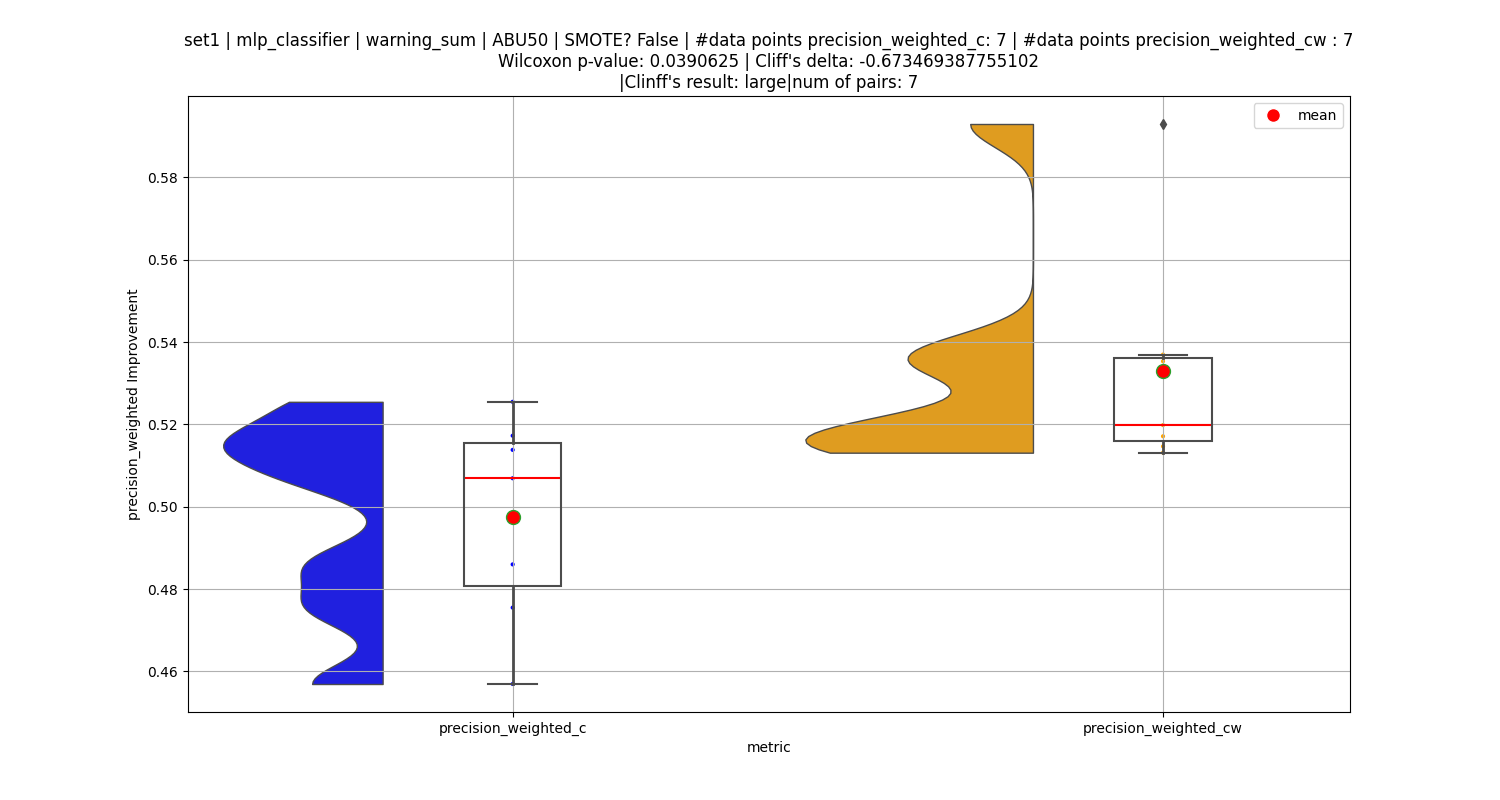 set1 | mlp_classifier | warning_sum | ABU50 | SMOTE? False | #data points precision_weighted_c: 7 | #data points precision_weighted_cw : 7
Wilcoxon p-value: 0.0390625 | Cliff's delta: -0.673469387755102
|Clinff's result: large|num of pairs: 7
mean
precision_weighted Improvement
0.58
0.56
0.54
0.52
0.50
0.48
0.46
precision_weighted_c
precision_weighted_cw
metric